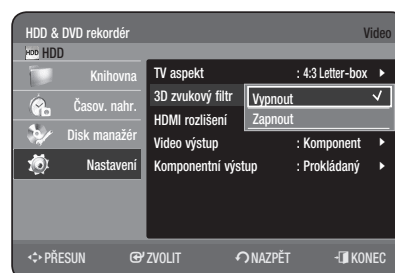 HDD & DVD rekordér Video
HDD HDD
Knihovna
Časov. nahr.
Disk manažér
Nastavení
TV aspekt : 4:3 Letter-box
3D zvukový filtr
Vypnout
Zapnout
HDMI rozlišení
Video výstup : Komponent
Komponentní výstup : Prokládaný
PŘESUN ZVOLIT NAZPĚT KONEC